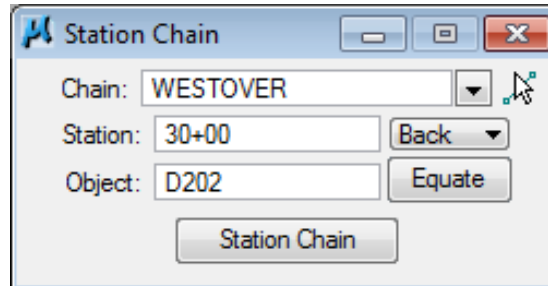 Station Chain
Chain: WESTOVER
Station: 30+00 Back
Object: D202 Equate
Station Chain